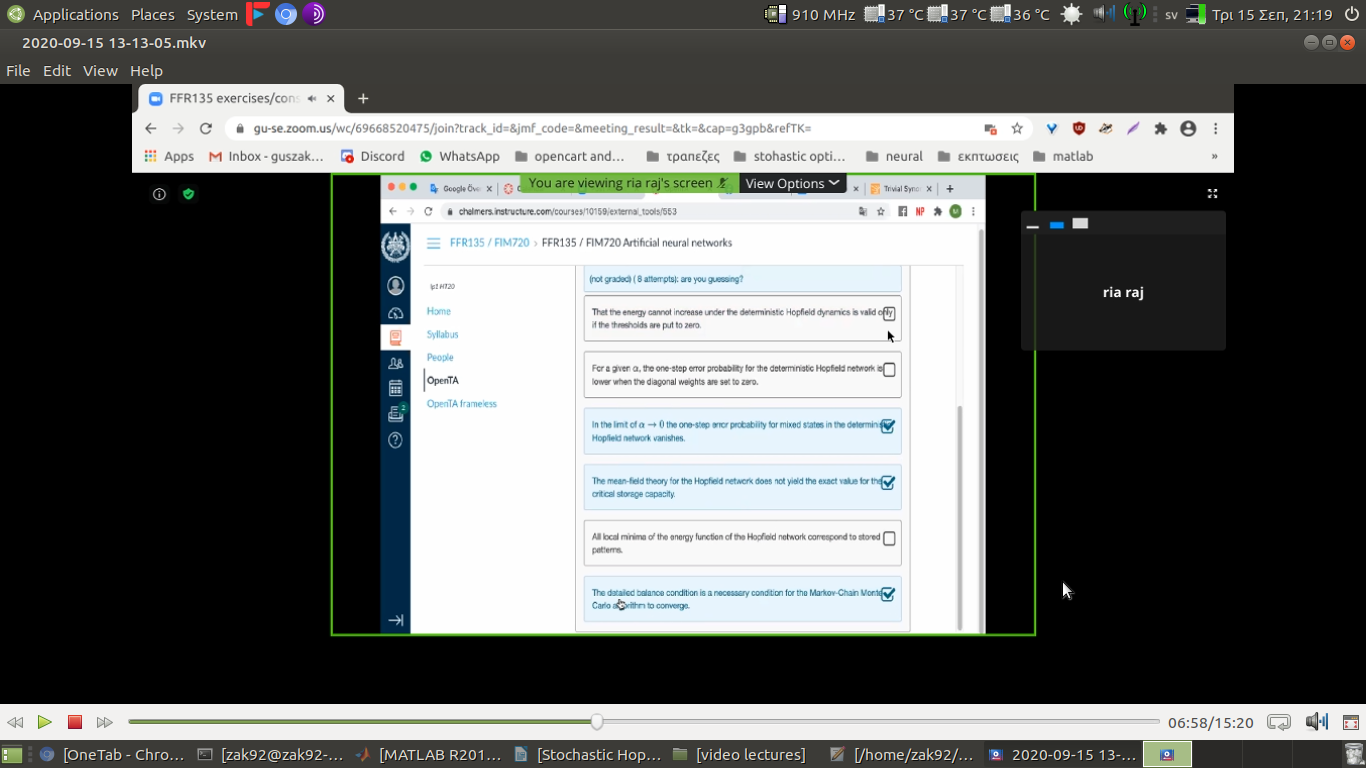 Applications Places System 910 MHz 37 °C 37 °C 36 °C sv Τρι 15 Σεπ, 21:19
2020-09-15 13-13-05.mkv
File Edit View Help
FFR135 exercises/con
gu-se.zoom.us/wc/69668520475/join?track_id=&jmf_code=&meeting_result=&tk=&cap=g3gpb&refTK=
Apps Inbox - guszak... Discord WhatsApp opencart and... τραπεζες stohastic opti... neural εκπτωσεις matlab »
You are viewing ria raj's screen View Options
Google Över Trivial Syno
chalmers.instructure.com/courses/10159/external_tools/553
FFR135 / FIM720 › FFR135 / FIM720 Artificial neural networks
lp1 HT20
Home
Syllabus
People
OpenTA
OpenTA frameless
2
(not graded) ( 8 attempts): are you guessing?
That the energy cannot increase under the deterministic Hopfield dynamics is valid only
if the thresholds are put to zero.
For a given α, the one-step error probability for the deterministic Hopfield network is
lower when the diagonal weights are set to zero.
In the limit of α → 0 the one-step error probability for mixed states in the determinis
Hopfield network vanishes.
The mean-field theory for the Hopfield network does not yield the exact value for the
critical storage capacity.
All local minima of the energy function of the Hopfield network correspond to stored
patterns.
The detailed balance condition is a necessary condition for the Markov-Chain Monte
Carlo algorithm to converge.
ria raj
06:58/15:20
[OneTab - Chro... [zak92@zak92-... [MATLAB R201... [Stochastic Hop... [video lectures] [/home/zak92/... 2020-09-15 13-...